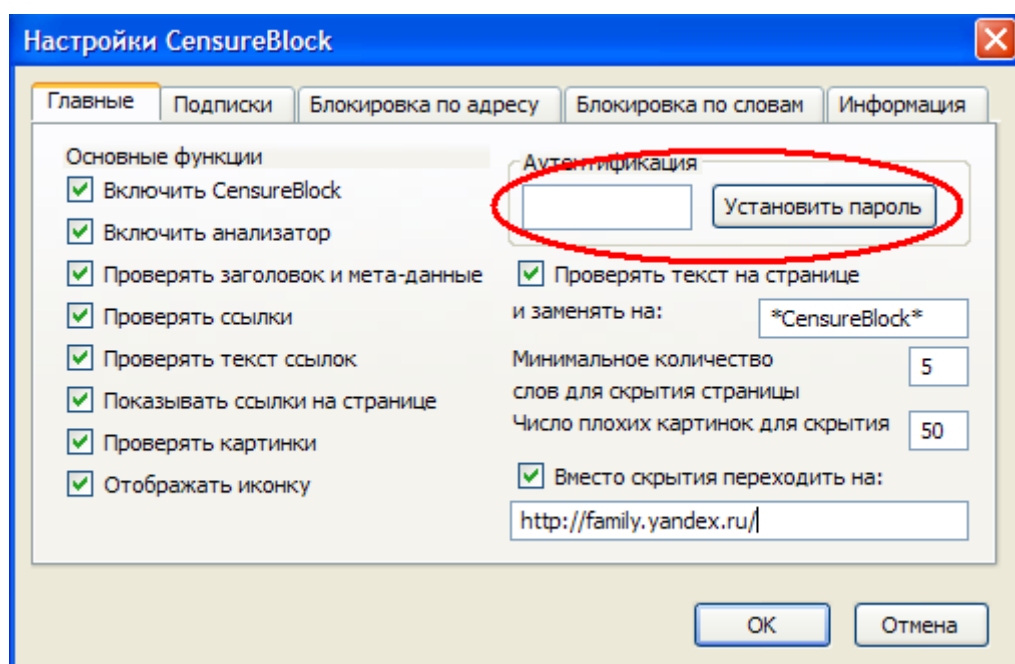 Настройки CensureBlock
Главные
Подписки
Блокировка по адресу
Блокировка по словам
Информация
Основные функции
Включить CensureBlock
Включить анализатор
Проверять заголовок и мета-данные
Проверять ссылки
Проверять текст ссылок
Показывать ссылки на странице
Проверять картинки
Отображать иконку
Аутентификация
Установить пароль
Проверять текст на странице
и заменять на:
*CensureBlock*
Минимальное количество
слов для скрытия страницы
5
Число плохих картинок для скрытия
50
Вместо скрытия переходить на:
http://family.yandex.ru/
OK
Отмена